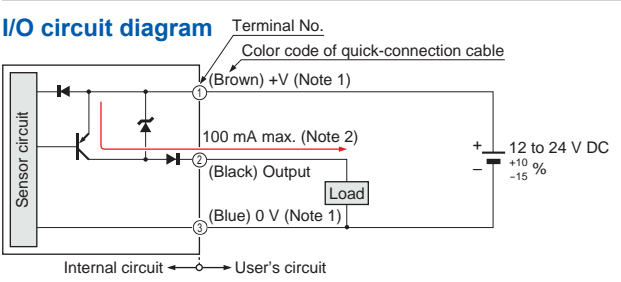 I/O circuit diagram
Terminal No.
Color code of quick-connection cable
(Brown) +V (Note 1)
1
Sensor circuit
100 mA max. (Note 2)
2
(Black) Output
Load
+
−
12 to 24 V DC
+10
−15 %
(Blue) 0 V (Note 1)
3
Internal circuit
User's circuit